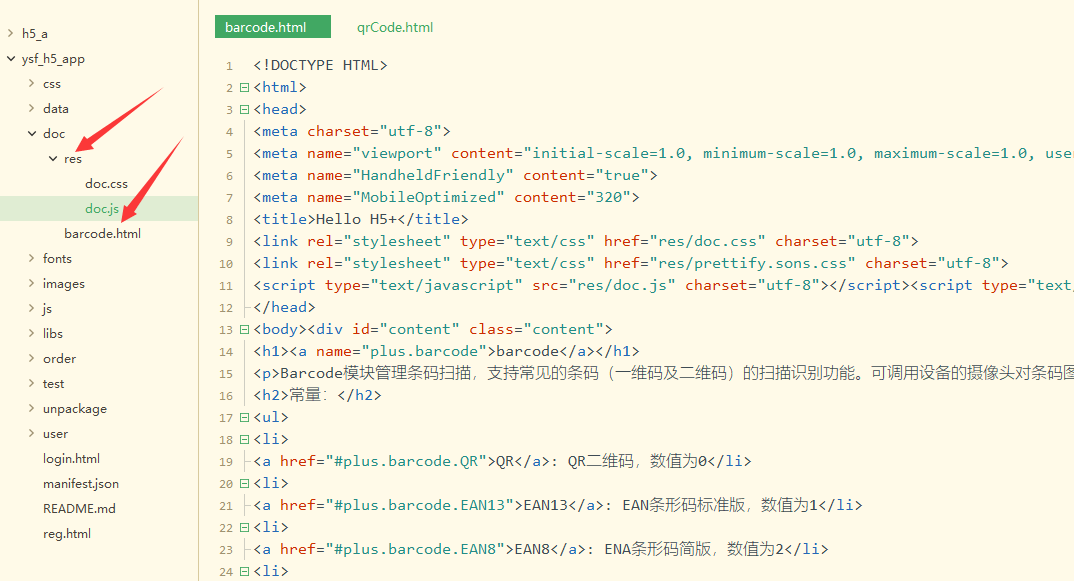 h5_a
ysf_h5_app
css
data
doc
res
doc.css
doc.js
barcode.html
fonts
images
js
libs
order
test
unpackage
user
login.html
manifest.json
README.md
reg.html
barcode.html qrCode.html
1 <!DOCTYPE HTML>
2 <html>
3 <head>
4 <meta charset="utf-8">
5 <meta name="viewport" content="initial-scale=1.0, minimum-scale=1.0, maximum-scale=1.0, use
6 <meta name="HandheldFriendly" content="true">
7 <meta name="MobileOptimized" content="320">
8 <title>Hello H5+</title>
9 <link rel="stylesheet" type="text/css" href="res/doc.css" charset="utf-8">
10 <link rel="stylesheet" type="text/css" href="res/prettify.sons.css" charset="utf-8">
11 <script type="text/javascript" src="res/doc.js" charset="utf-8"></script><script type="text,
12 </head>
13 <body><div id="content" class="content">
14 <h1><a name="plus.barcode">barcode</a></h1>
15 <p>Barcode模块管理条码扫描，支持常见的条码（一维码及二维码）的扫描识别功能。可调用设备的摄像头对条码图
16 <h2>常量：</h2>
17 <ul>
18 <li>
19 <a href="#plus.barcode.QR">QR</a>: QR二维码，数值为0</li>
20 <li>
21 <a href="#plus.barcode.EAN13">EAN13</a>: EAN条形码标准版，数值为1</li>
22 <li>
23 <a href="#plus.barcode.EAN8">EAN8</a>: ENA条形码简版，数值为2</li>
24 <li>